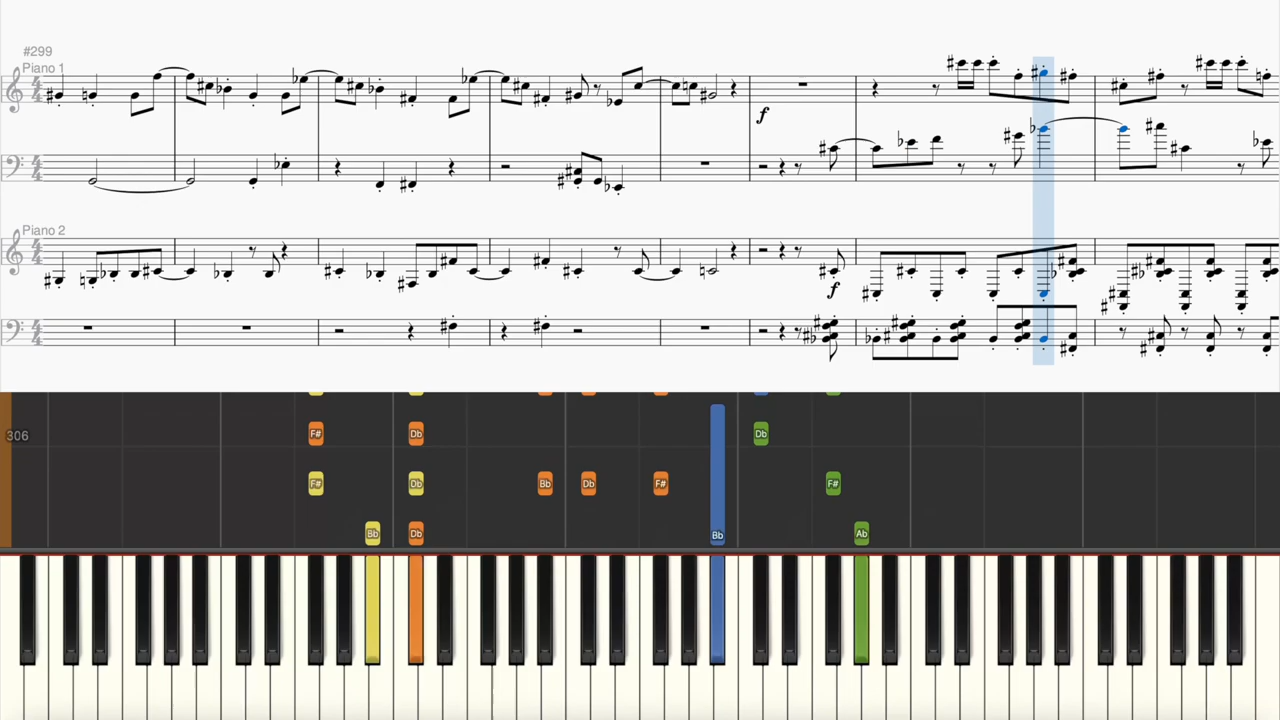 #299
Piano 1
f
Piano 2
f
306
F# Db
F# Db Bb Db F# Db F#
Bb Db Bb Ab